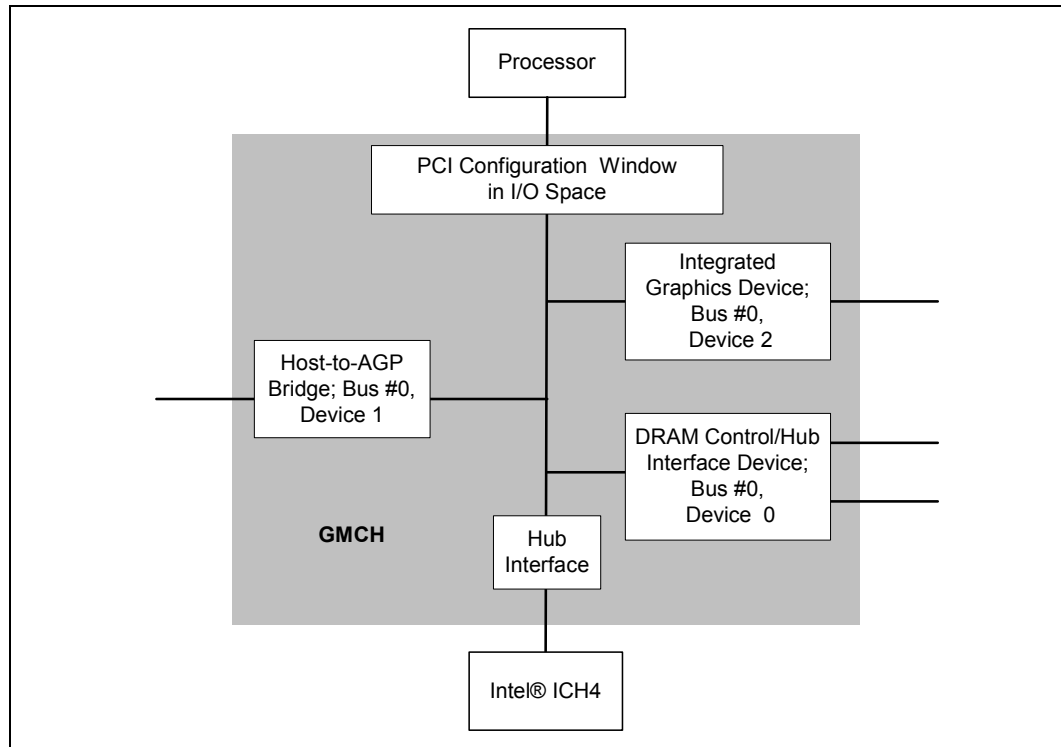 Processor
PCI Configuration Window
in I/O Space
Integrated
Graphics Device;
Bus #0,
Device 2
Host-to-AGP
Bridge; Bus #0,
Device 1
DRAM Control/Hub
Interface Device;
Bus #0,
Device 0
GMCH
Hub
Interface
Intel® ICH4